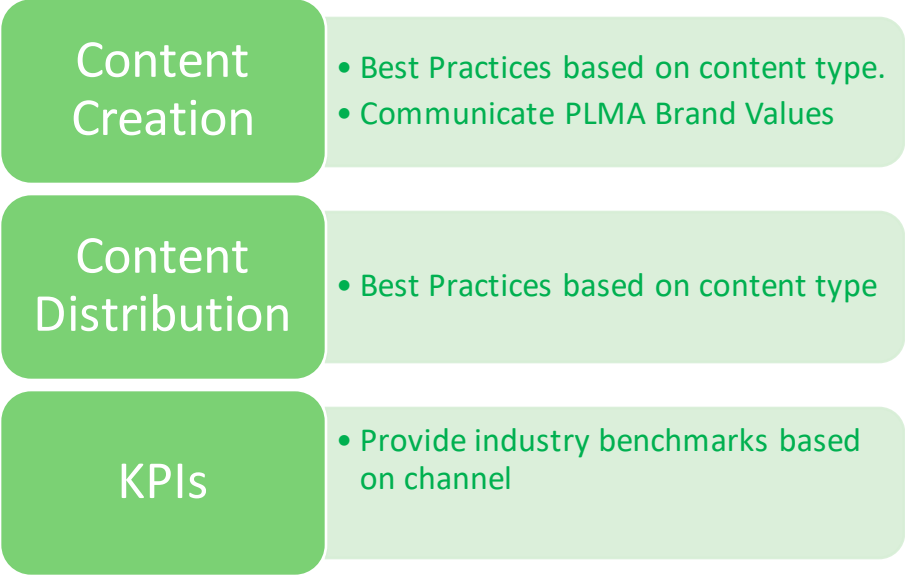 Content
Creation
• Best Practices based on content type.
• Communicate PLMA Brand Values
Content
Distribution
• Best Practices based on content type
KPIs
• Provide industry benchmarks based
on channel